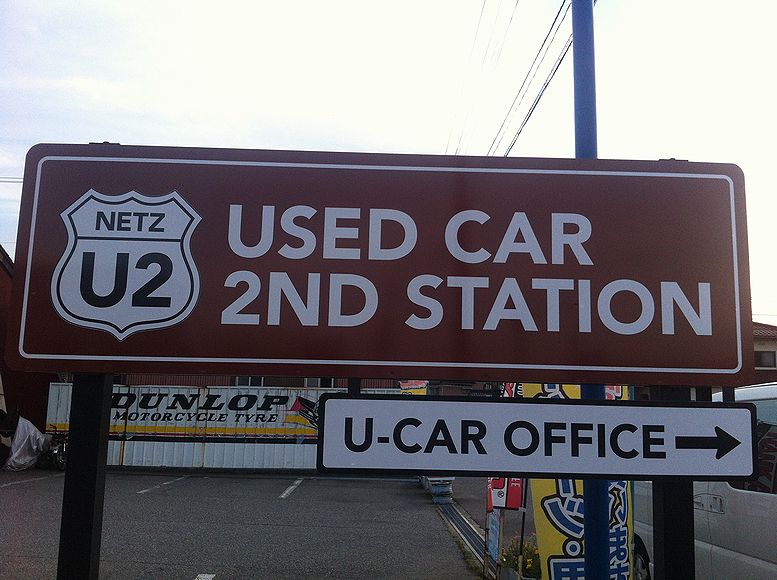 NETZ
U2
USED CAR
2ND STATION
DUNLOP
MOTORCYCLE TYRE
U-CAR OFFICE →